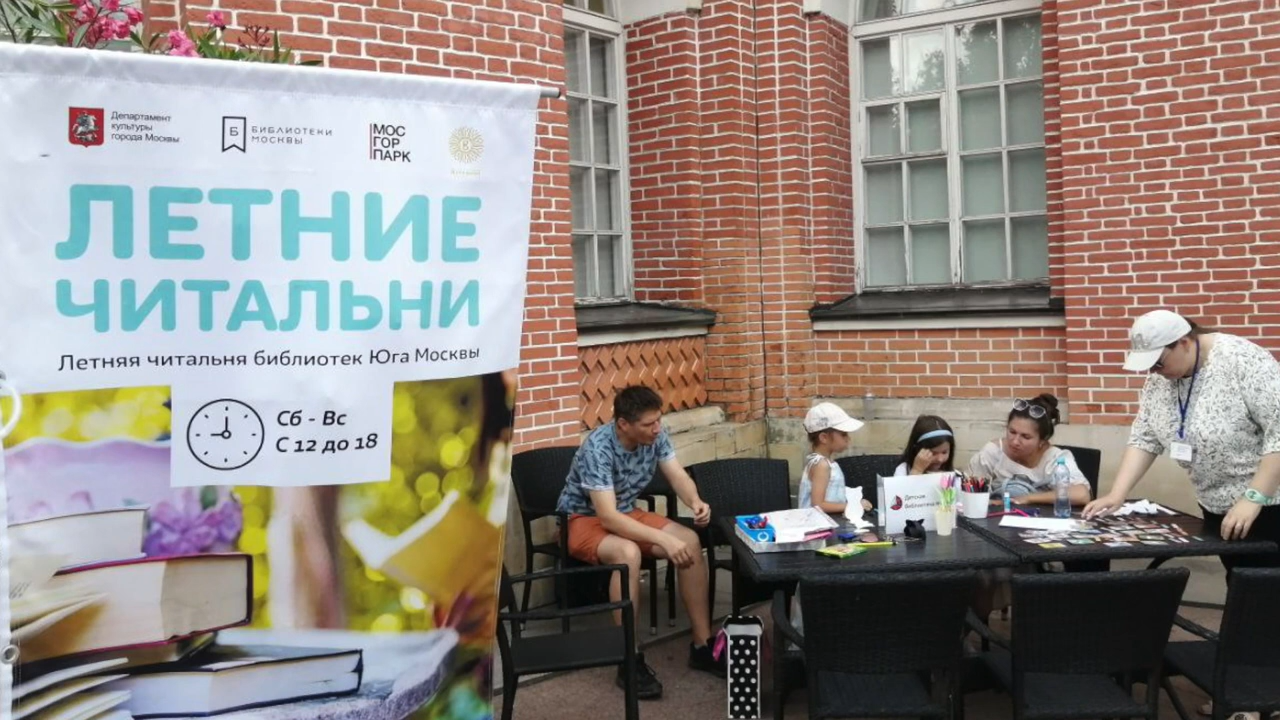 Департамент
культуры
города Москвы
Б
БИБЛИОТЕКИ
МОСКВЫ
МОС
ГОР
ПАРК
ЛЕТНИЕ
ЧИТАЛЬНИ
Летняя читальня библиотек Юга Москвы
Сб - Вс
С 12 до 18
Детская